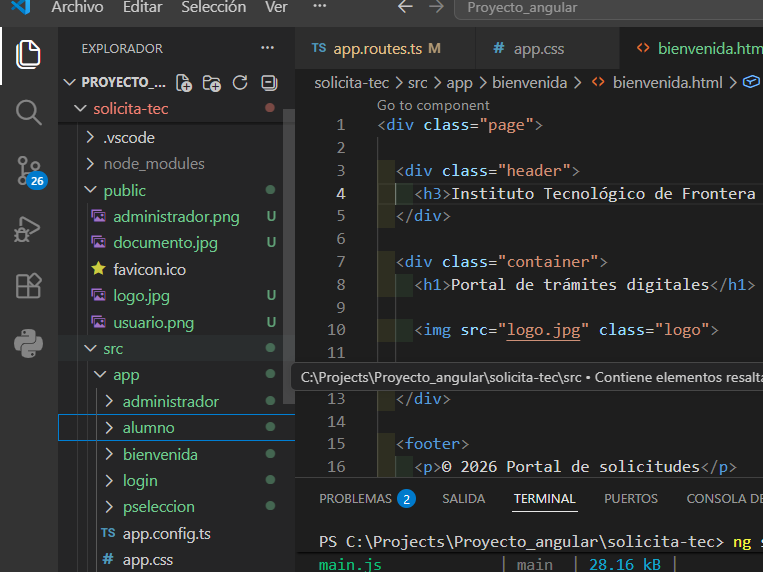 Archivo Editar Selección Ver ··· Proyecto_angular
EXPLORADOR ···
PROYECTO_...
solicita-tec
.vscode
node_modules
public
administrador.png U
documento.jpg U
favicon.ico
logo.jpg U
usuario.png U
src
app
administrador
alumno
bienvenida
login
pseleccion
TS app.config.ts
# app.css
26
TS app.routes.ts M # app.css <> bienvenida.htm
solicita-tec > src > app > bienvenida > <> bienvenida.html >
Go to component
1 <div class="page">
2
3 <div class="header">
4 <h3>Instituto Tecnológico de Frontera
5 </div>
6
7 <div class="container">
8 <h1>Portal de trámites digitales</h1>
9
10 <img src="logo.jpg" class="logo">
11
C:\Projects\Proyecto_angular\solicita-tec\src • Contiene elementos resalta
13 </div>
14
15 <footer>
16 <p>© 2026 Portal de solicitudes</p>
PROBLEMAS 2 SALIDA TERMINAL PUERTOS CONSOLA DE
PS C:\Projects\Proyecto_angular\solicita-tec> ng s
main.js | main | 28.16 kB |